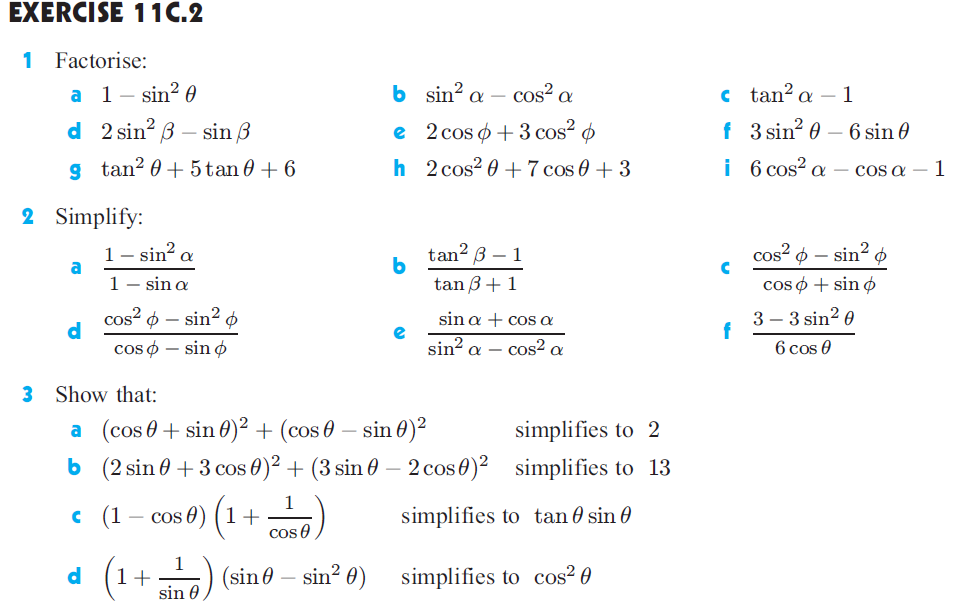 EXERCISE 11C.2
1 Factorise:
a 1 − sin² θ b sin² α − cos² α c tan² α − 1
d 2 sin² β − sin β e 2 cos ϕ + 3 cos² ϕ f 3 sin² θ − 6 sin θ
g tan² θ + 5 tan θ + 6 h 2 cos² θ + 7 cos θ + 3 i 6 cos² α − cos α − 1
2 Simplify:
a (1 − sin² α)/(1 − sin α) b (tan² β − 1)/(tan β + 1) c (cos² ϕ − sin² ϕ)/(cos ϕ + sin ϕ)
d (cos² ϕ − sin² ϕ)/(cos ϕ − sin ϕ) e (sin α + cos α)/(sin² α − cos² α) f (3 − 3 sin² θ)/(6 cos θ)
3 Show that:
a (cos θ + sin θ)² + (cos θ − sin θ)² simplifies to 2
b (2 sin θ + 3 cos θ)² + (3 sin θ − 2 cos θ)² simplifies to 13
c (1 − cos θ) (1 + 1/cos θ) simplifies to tan θ sin θ
d (1 + 1/sin θ) (sin θ − sin² θ) simplifies to cos² θ